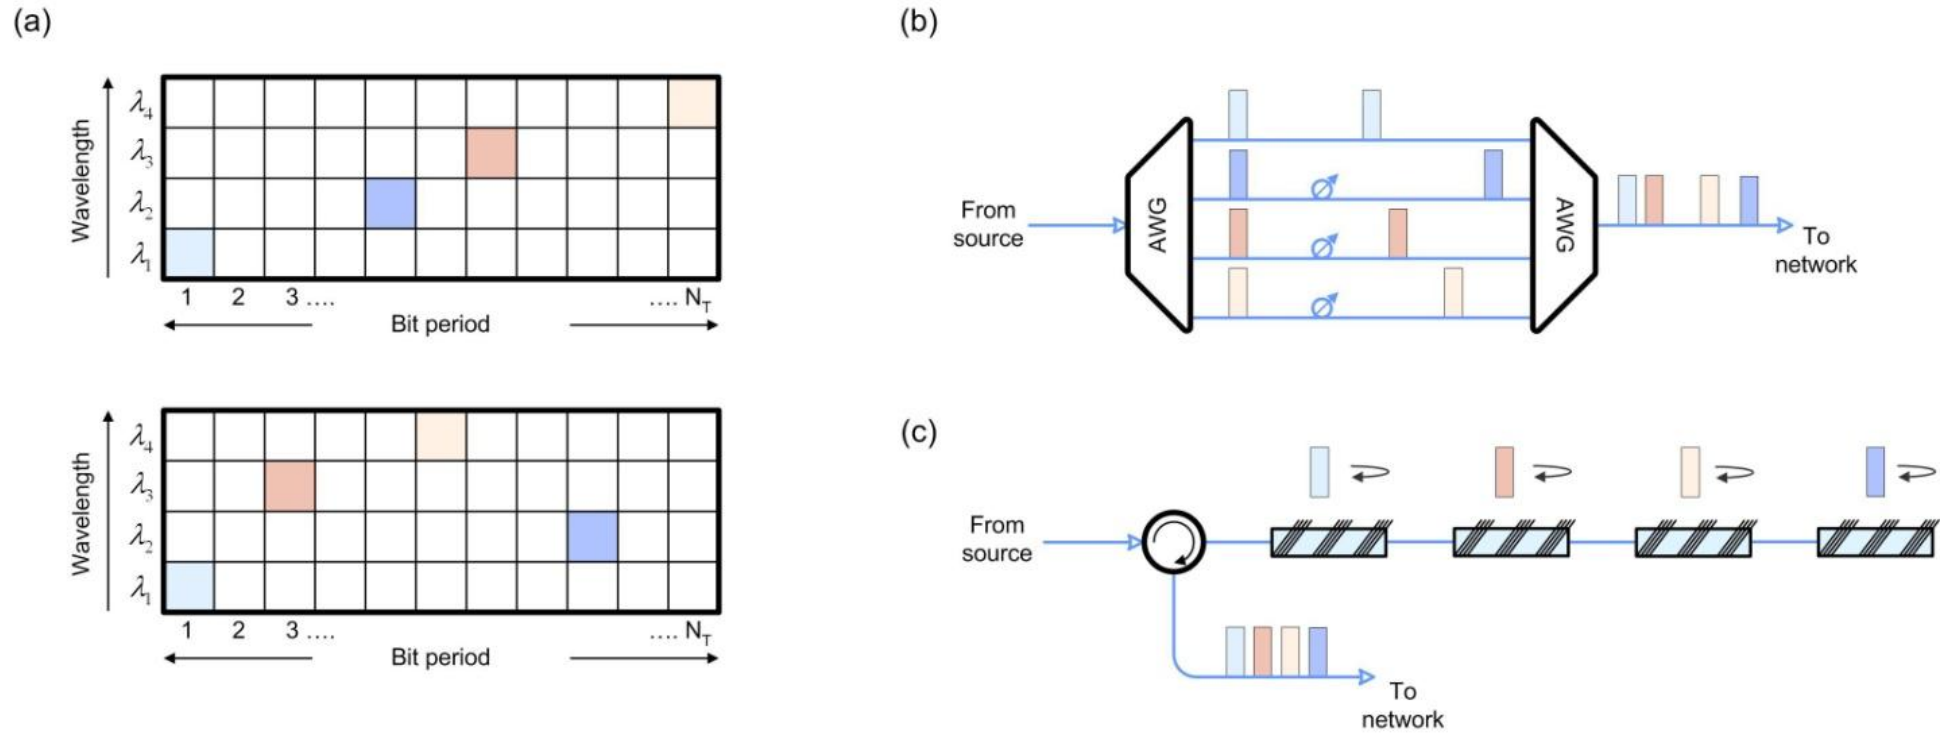 (a)
Wavelength
λ4
λ3
λ2
λ1
1 2 3 .... .... NT
Bit period
Wavelength
λ4
λ3
λ2
λ1
1 2 3 .... .... NT
Bit period
(b)
From
source
AWG
AWG
To
network
(c)
From
source
To
network